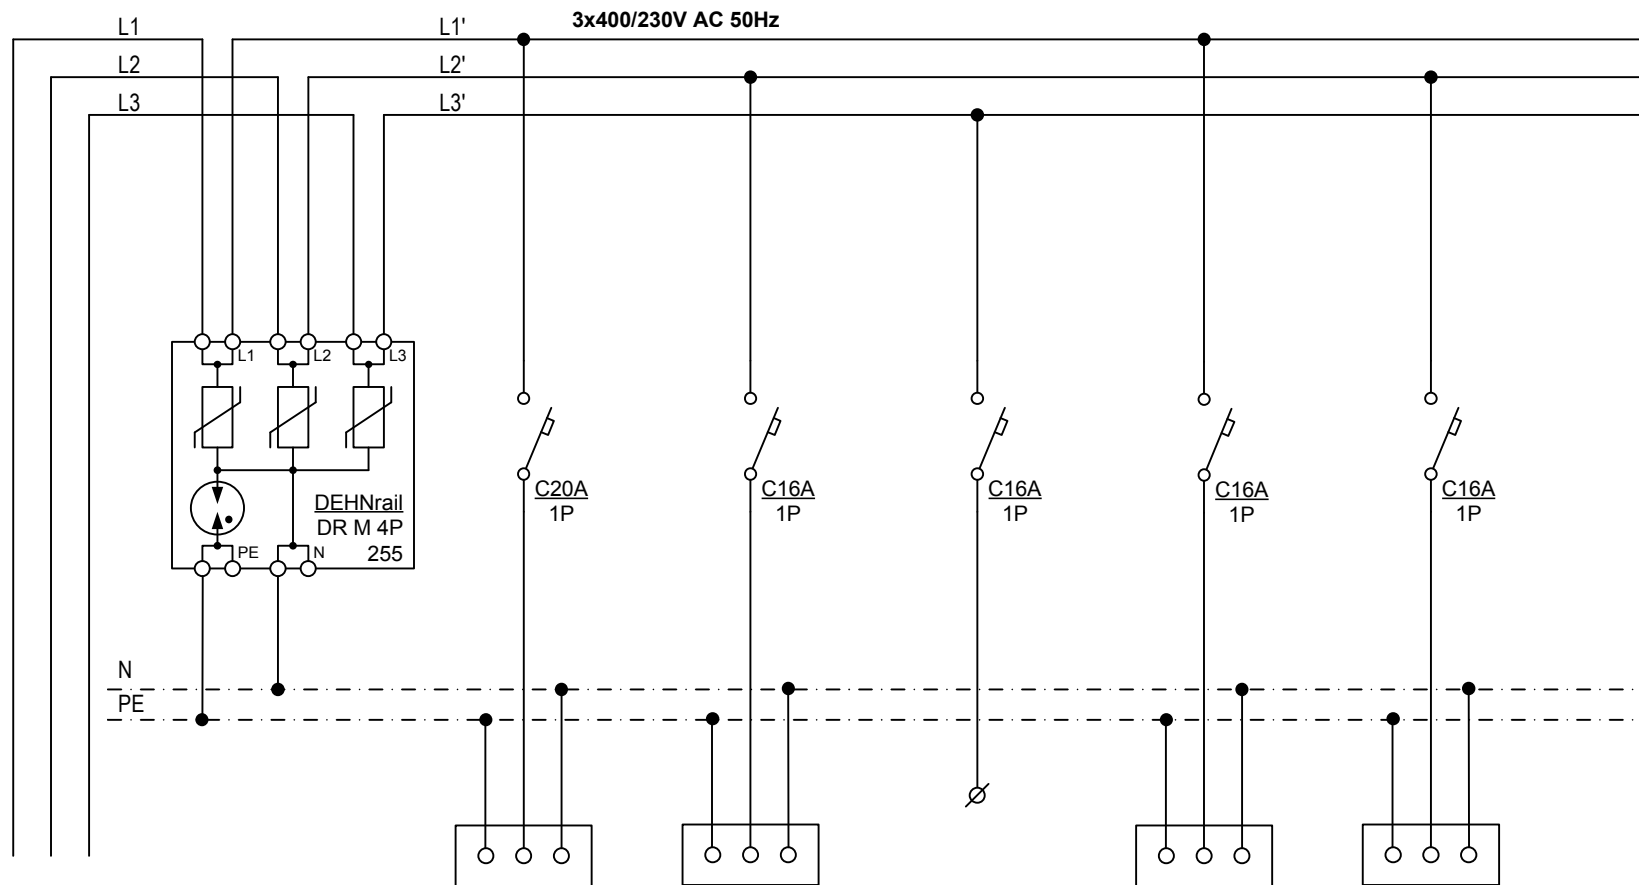 3x400/230V AC 50Hz
L1
L1'
L2
L2'
L3
L3'
L1
L2
L3
DEHNrail
DR M 4P
255
PE
N
C20A
1P
C16A
1P
C16A
1P
C16A
1P
C16A
1P
N
PE